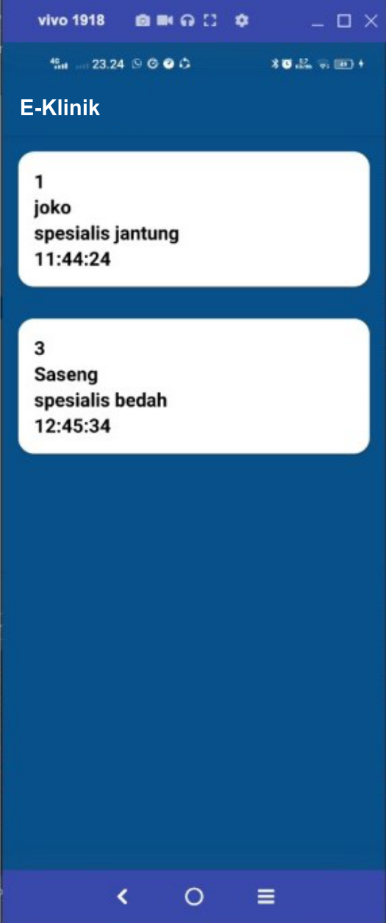 vivo 1918
23.24
E-Klinik
1
joko
spesialis jantung
11:44:24
3
Saseng
spesialis bedah
12:45:34